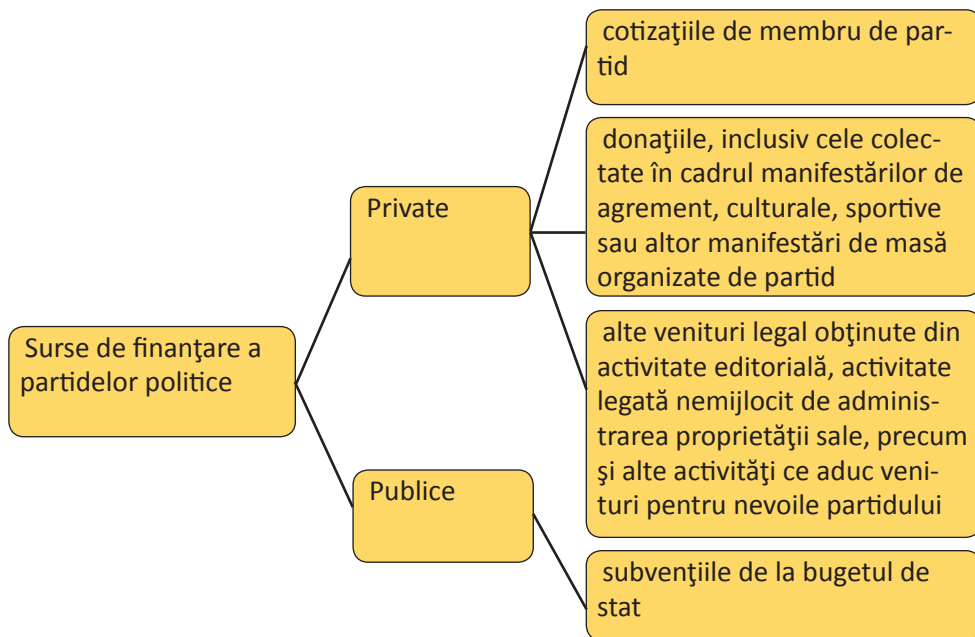 Surse de finanţare a
partidelor politice
Private
cotizaţiile de membru de par-
tid
donaţiile, inclusiv cele colec-
tate în cadrul manifestărilor de
agrement, culturale, sportive
sau altor manifestări de masă
organizate de partid
alte venituri legal obţinute din
activitate editorială, activitate
legată nemijlocit de adminis-
trarea proprietăţii sale, precum
şi alte activităţi ce aduc veni-
turi pentru nevoile partidului
Publice
subvenţiile de la bugetul de
stat